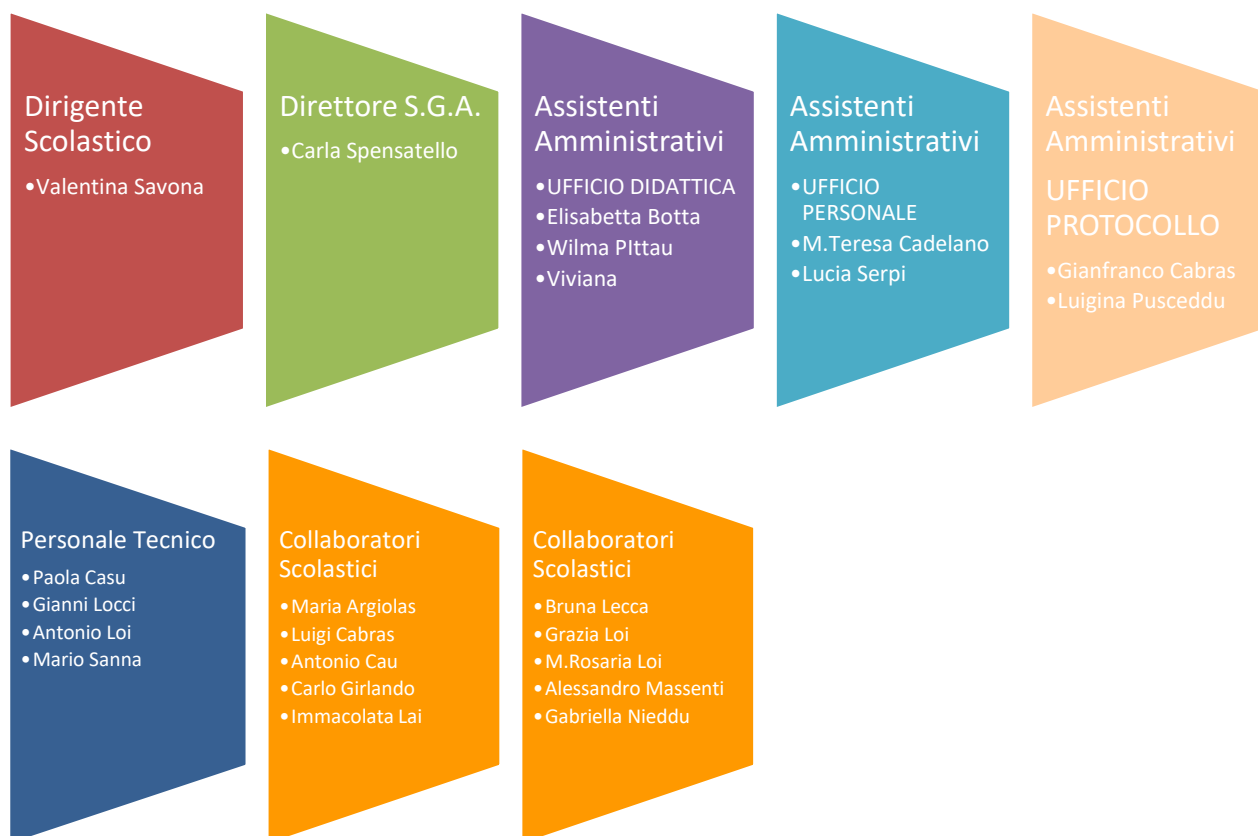 Dirigente
Scolastico
•Valentina Savona
Direttore S.G.A.
•Carla Spensatello
Assistenti
Amministrativi
•UFFICIO DIDATTICA
•Elisabetta Botta
•Wilma PIttau
•Viviana
Assistenti
Amministrativi
•UFFICIO
PERSONALE
•M.Teresa Cadelano
•Lucia Serpi
Assistenti
Amministrativi
UFFICIO
PROTOCOLLO
•Gianfranco Cabras
•Luigina Pusceddu
Personale Tecnico
•Paola Casu
•Gianni Locci
•Antonio Loi
•Mario Sanna
Collaboratori
Scolastici
•Maria Argiolas
•Luigi Cabras
•Antonio Cau
•Carlo Girlando
•Immacolata Lai
Collaboratori
Scolastici
•Bruna Lecca
•Grazia Loi
•M.Rosaria Loi
•Alessandro Massenti
•Gabriella Nieddu